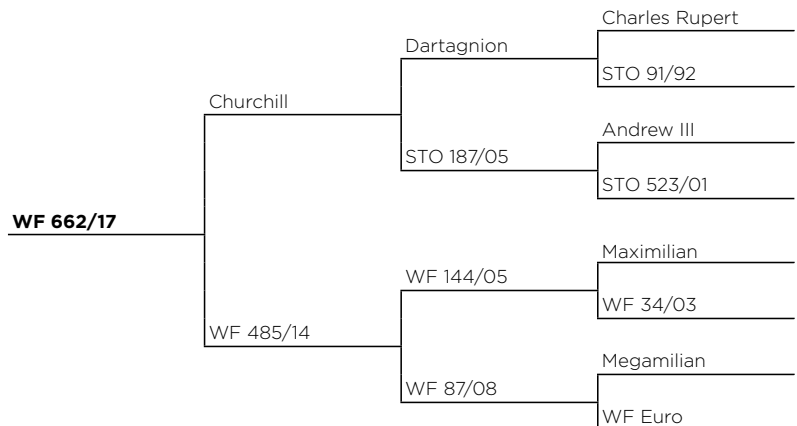 Charles Rupert
Dartagnion
STO 91/92
Churchill
Andrew III
STO 187/05
STO 523/01
WF 662/17
Maximilian
WF 144/05
WF 34/03
WF 485/14
Megamilian
WF 87/08
WF Euro